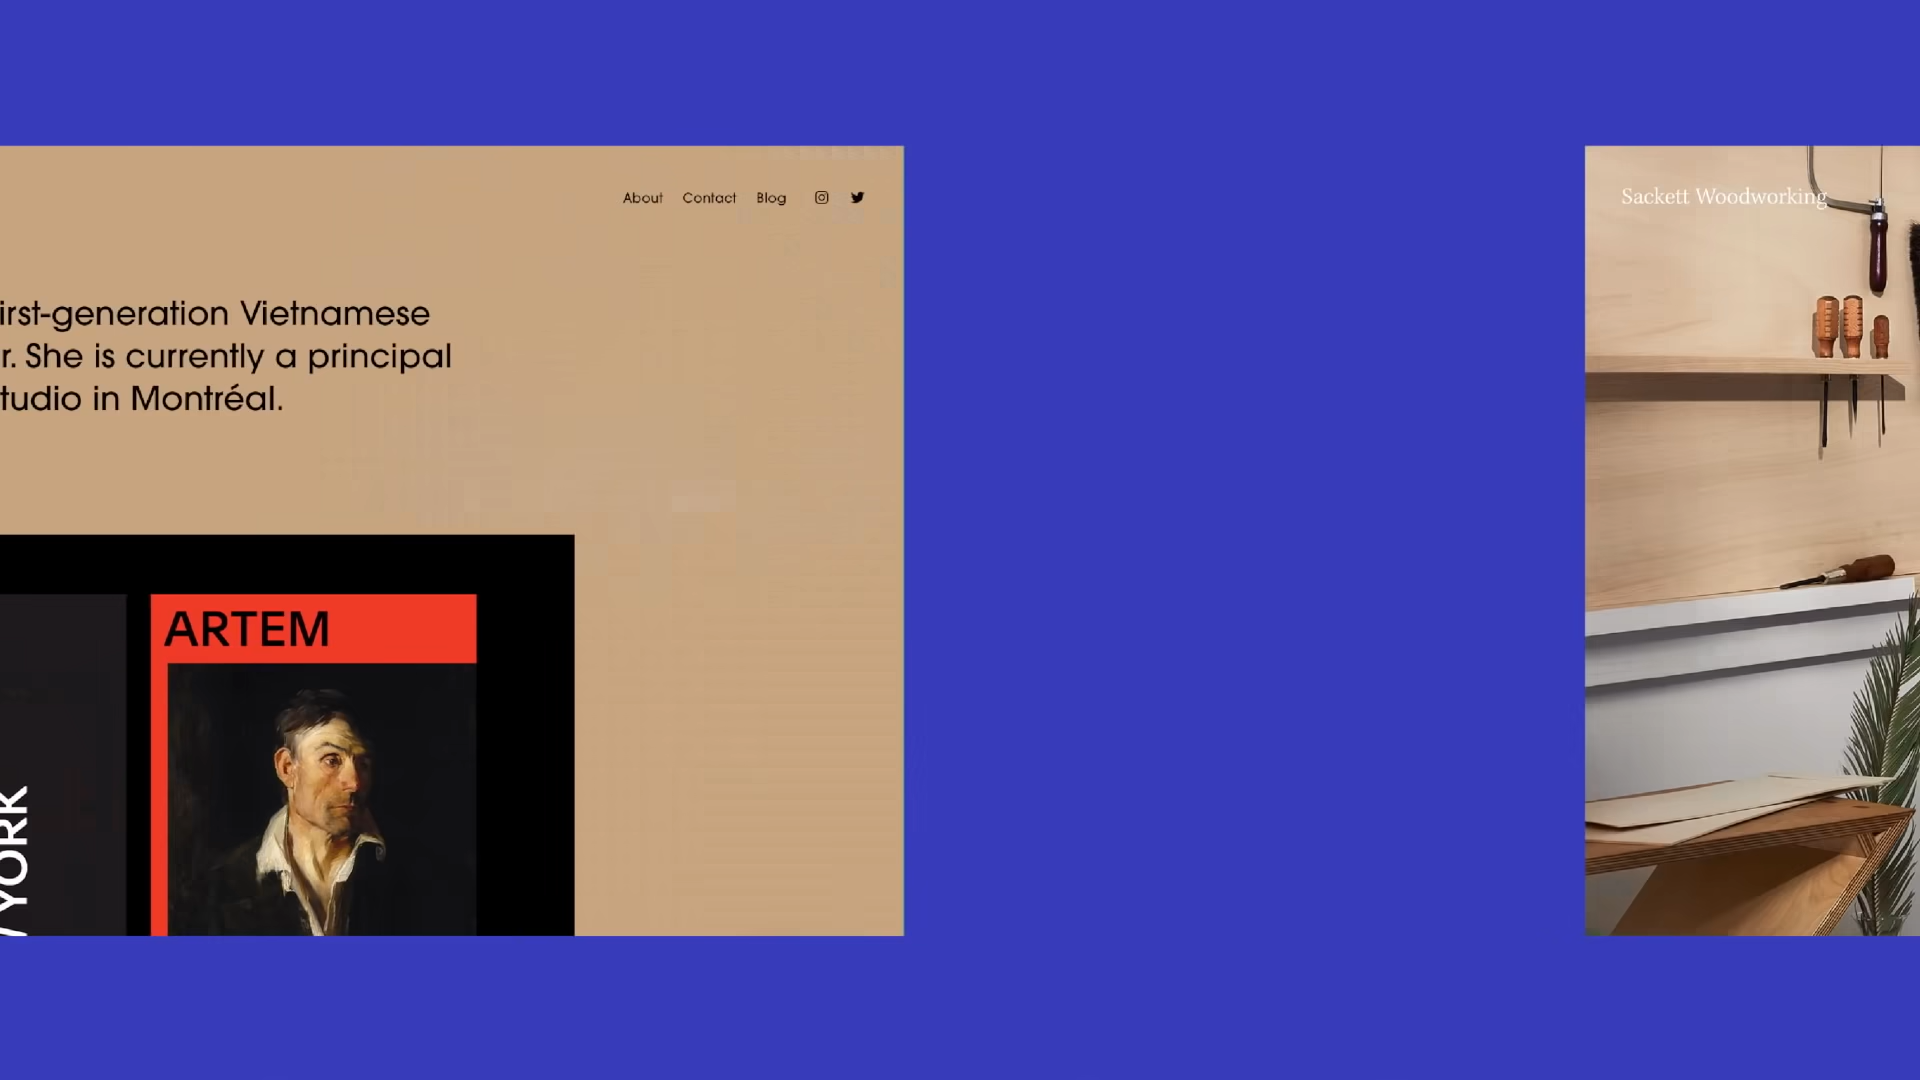 About Contact Blog
Sackett Woodworking
irst-generation Vietnamese
r. She is currently a principal
tudio in Montréal.
ARTEM
YORK